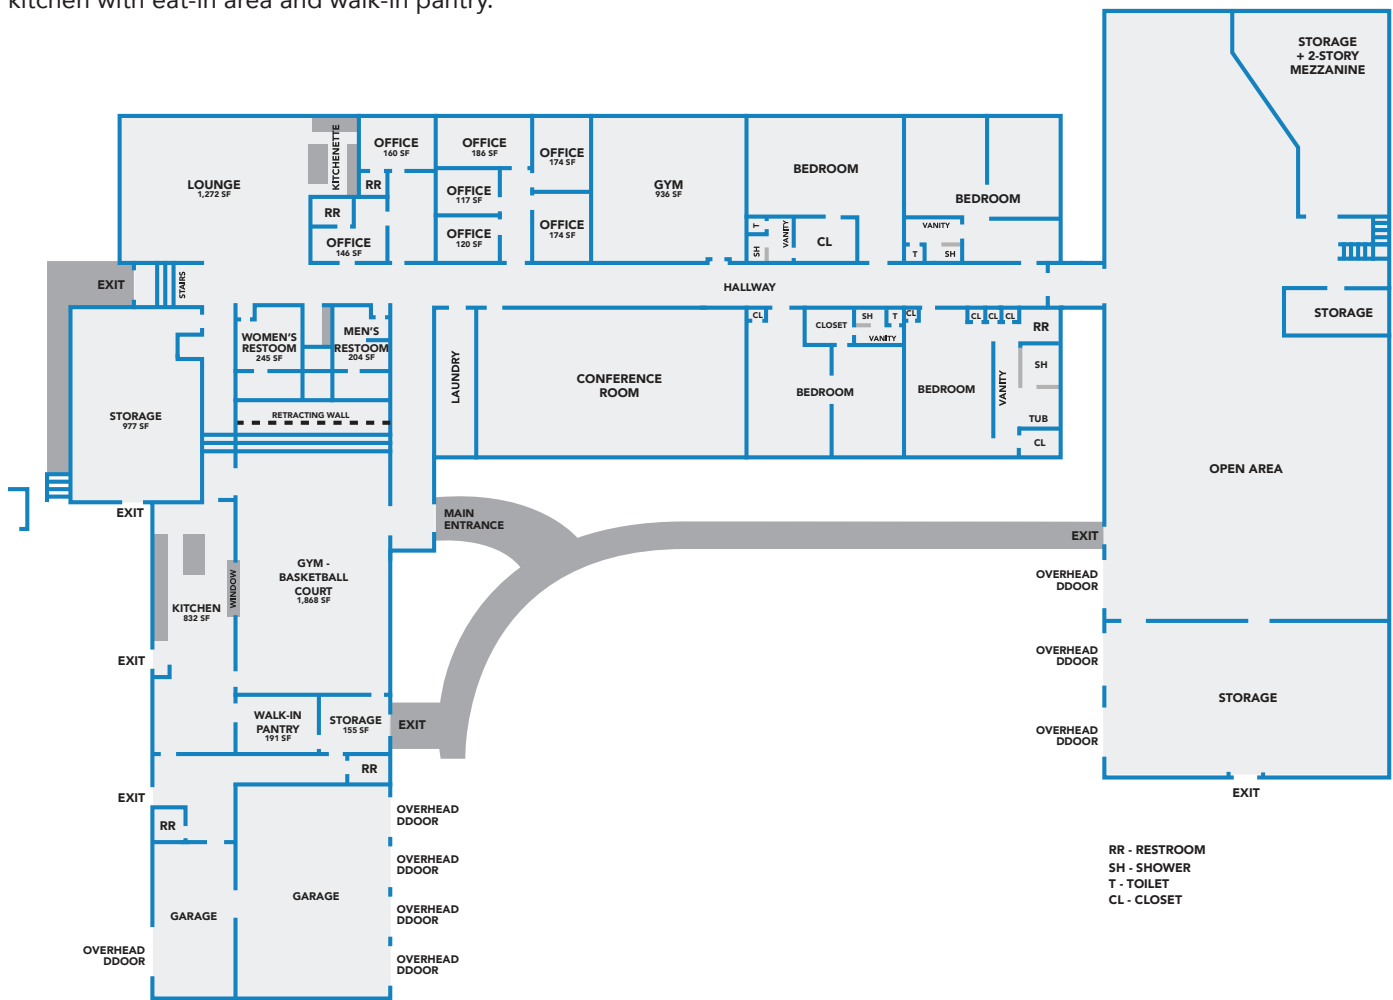 kitchen with eat-in area and walk-in pantry.
STORAGE
+ 2-STORY
MEZZANINE
LOUNGE
1,272 SF
KITCHENETTE
OFFICE
160 SF
OFFICE
186 SF
OFFICE
174 SF
RR
OFFICE
117 SF
RR
OFFICE
146 SF
OFFICE
120 SF
OFFICE
174 SF
GYM
936 SF
BEDROOM
T
SH
VANITY
CL
BEDROOM
VANITY
T
SH
EXIT
STAIRS
HALLWAY
STORAGE
WOMEN'S
RESTOOM
245 SF
MEN'S
RESTOOM
204 SF
LAUNDRY
CONFERENCE
ROOM
CL
CLOSET
SH
T
CL
VANITY
BEDROOM
BEDROOM
CL
CL
CL
RR
SH
VANITY
TUB
CL
STORAGE
977 SF
RETRACTING WALL
OPEN AREA
EXIT
MAIN
ENTRANCE
EXIT
GYM -
BASKETBALL
COURT
1,868 SF
WINDOW
KITCHEN
832 SF
OVERHEAD
DDOOR
EXIT
OVERHEAD
DDOOR
STORAGE
WALK-IN
PANTRY
191 SF
STORAGE
155 SF
EXIT
OVERHEAD
DDOOR
RR
EXIT
EXIT
RR
OVERHEAD
DDOOR
OVERHEAD
DDOOR
GARAGE
GARAGE
OVERHEAD
DDOOR
OVERHEAD
DDOOR
OVERHEAD
DDOOR
RR - RESTROOM
SH - SHOWER
T - TOILET
CL - CLOSET